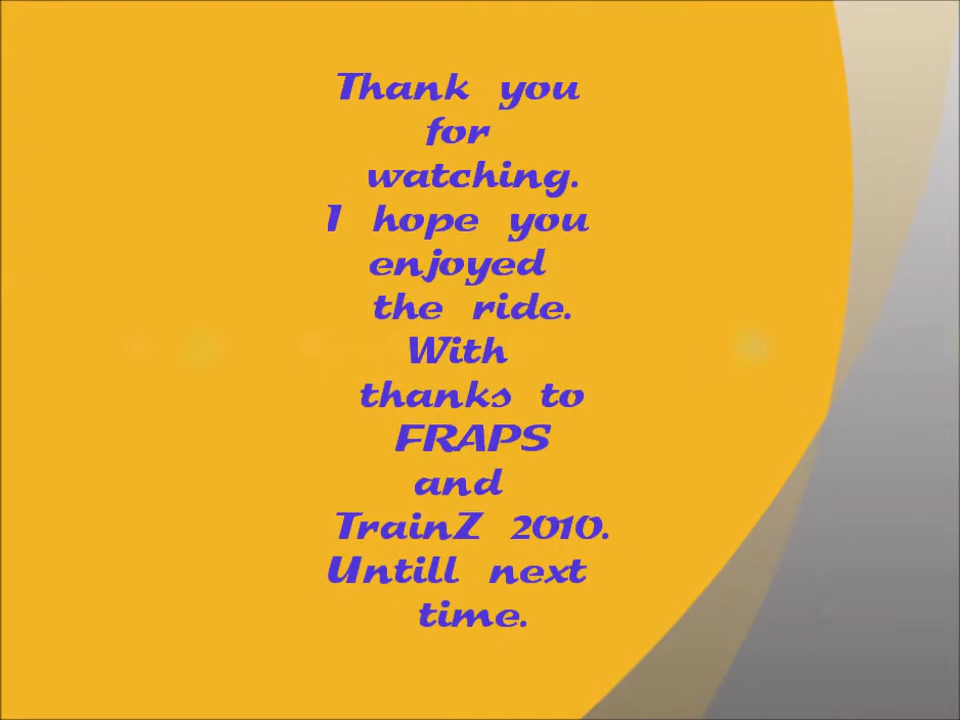 Thank you
for
watching.
I hope you
enjoyed
the ride.
With
thanks to
FRAPS
and
TrainZ 2010.
Untill next
time.